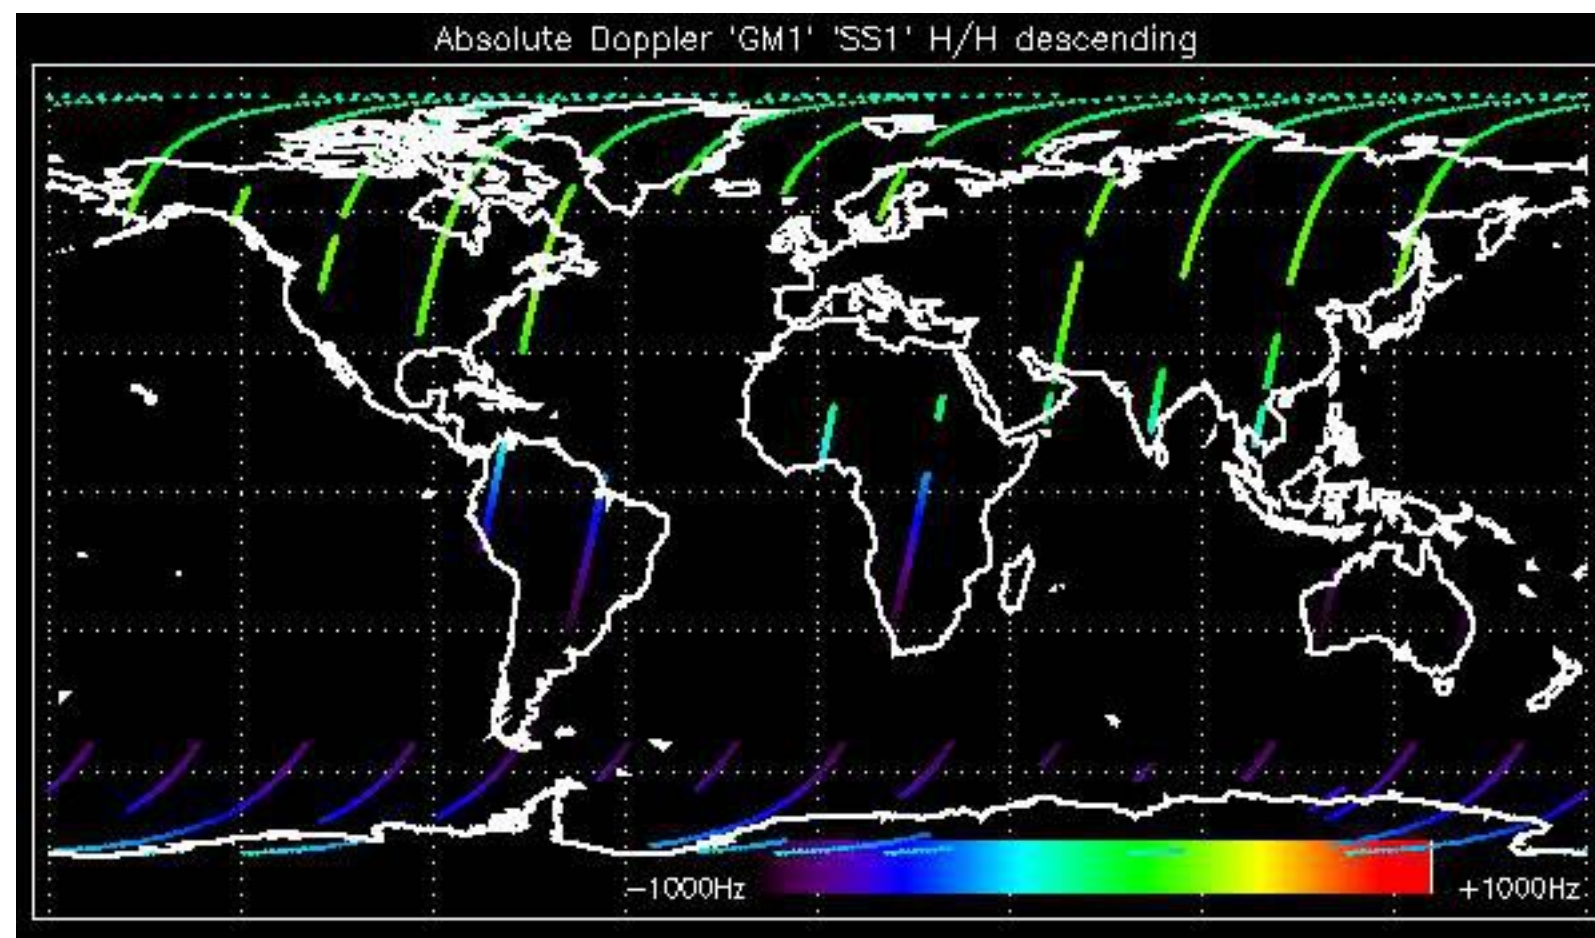 Absolute Doppler 'GM1' 'SS1' H/H descending
−1000Hz +1000Hz